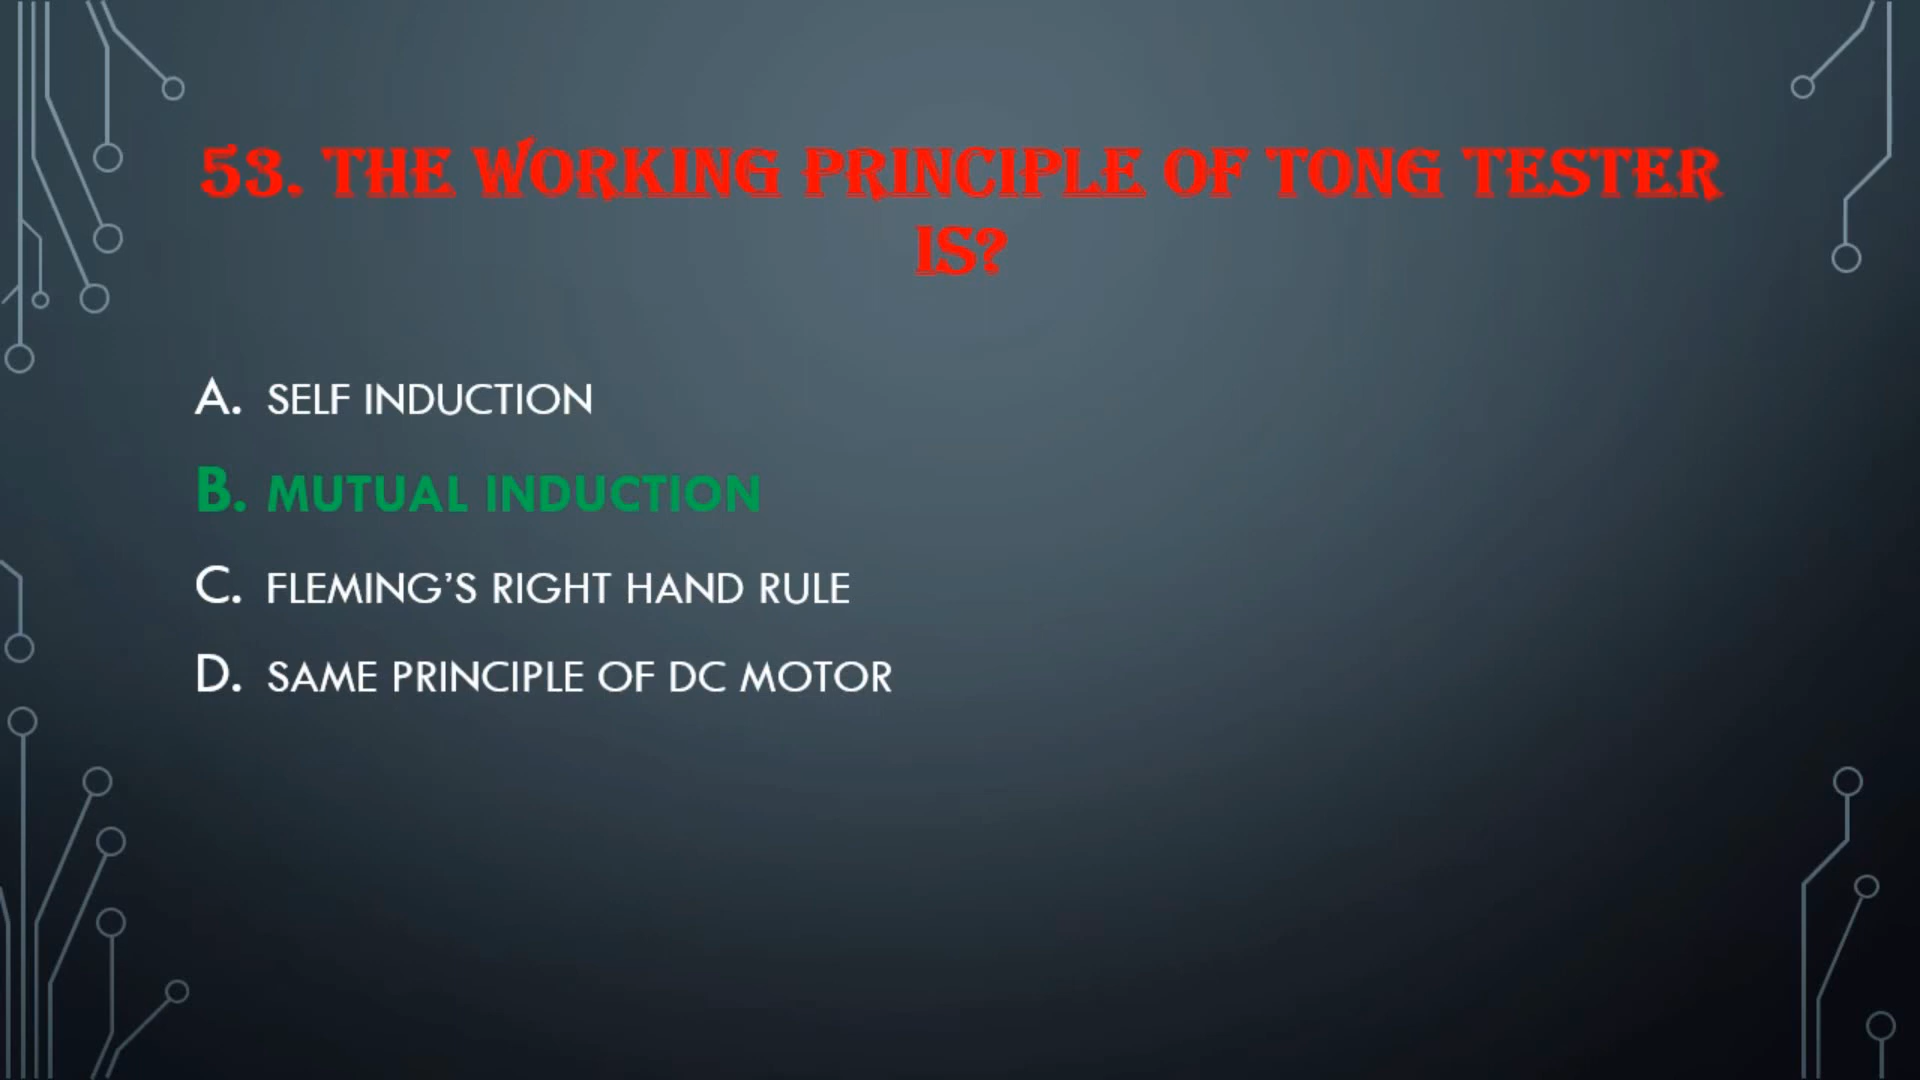 53. THE WORKING PRINCIPLE OF TONG TESTER
IS?
A. SELF INDUCTION
B. MUTUAL INDUCTION
C. FLEMING’S RIGHT HAND RULE
D. SAME PRINCIPLE OF DC MOTOR